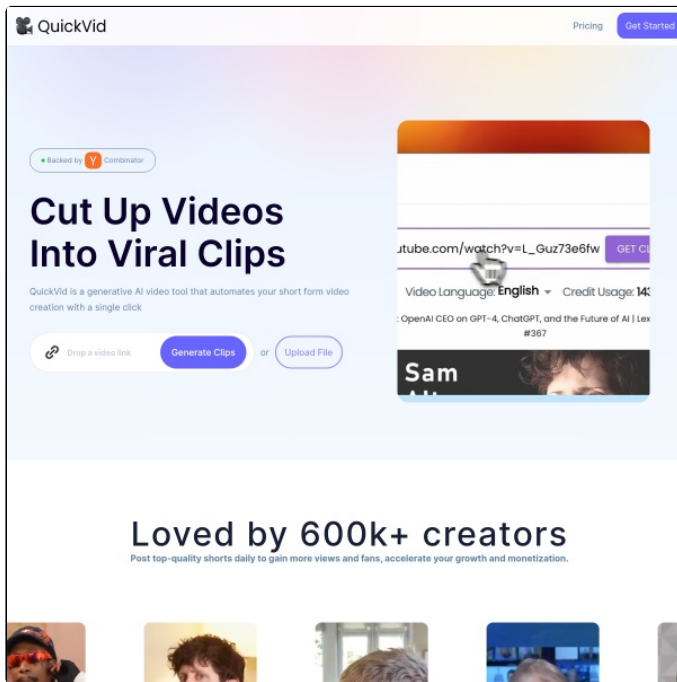 QuickVid
Pricing
Get Started
Backed by Y Combinator
Cut Up Videos
Into Viral Clips
QuickVid is a generative AI video tool that automates your short form video
creation with a single click
Drop a video link
Generate Clips
or
Upload File
utube.com/watch?v=L_Guz73e6fw
GET CL
Video Language: English
Credit Usage: 143
: OpenAI CEO on GPT-4, ChatGPT, and the Future of AI | Lex
#367
Sam
Loved by 600k+ creators
Post top-quality shorts daily to gain more views and fans, accelerate your growth and monetization.